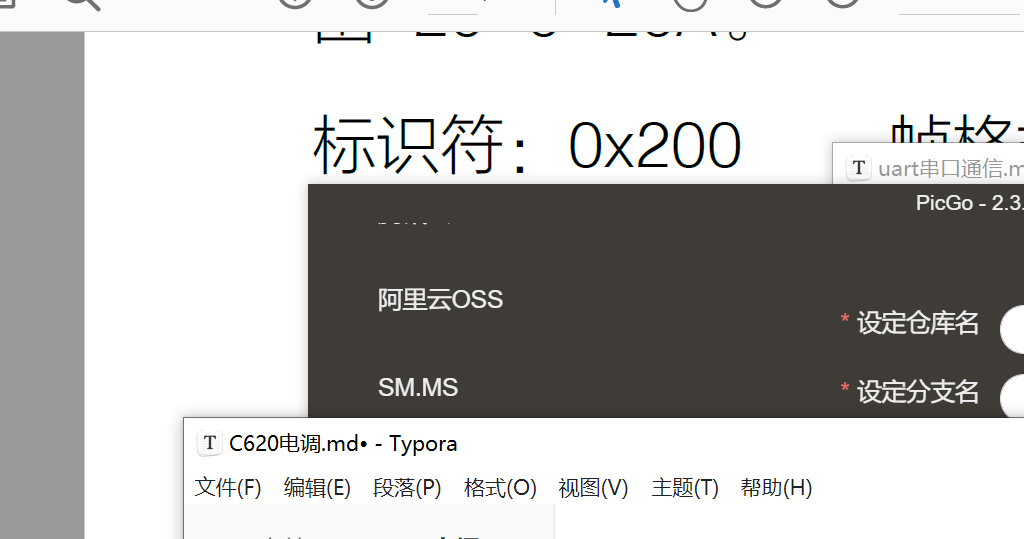 标识符：0x200
uart串口通信.m
PicGo - 2.3.
阿里云OSS
* 设定仓库名
SM.MS
* 设定分支名
T C620电调.md• - Typora
文件(F) 编辑(E) 段落(P) 格式(O) 视图(V) 主题(T) 帮助(H)